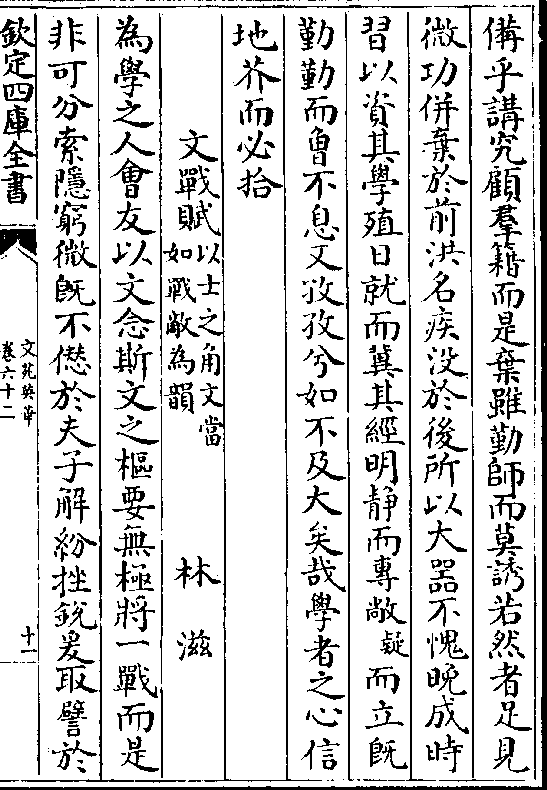 備乎講究顧羣籍而是棄雖勤師而莫誘若然者足見
微功併棄於前洪名疾没於後所以大器不愧晚成時
習以資其學殖日就而冀其經明靜而專敝疑而立既
勤勤而曾不息又孜孜兮如不及大矣哉學者之心信
地芥而必拾
文戰賦以士之角文當如戰敵為韻
林滋
為學之人會友以文念斯文之樞要無極將一戰而是
非可分索隱窮微既不僁於夫子解紛挫銳爰取譬於
欽定四庫全書
文苑英華
卷六十二
十一